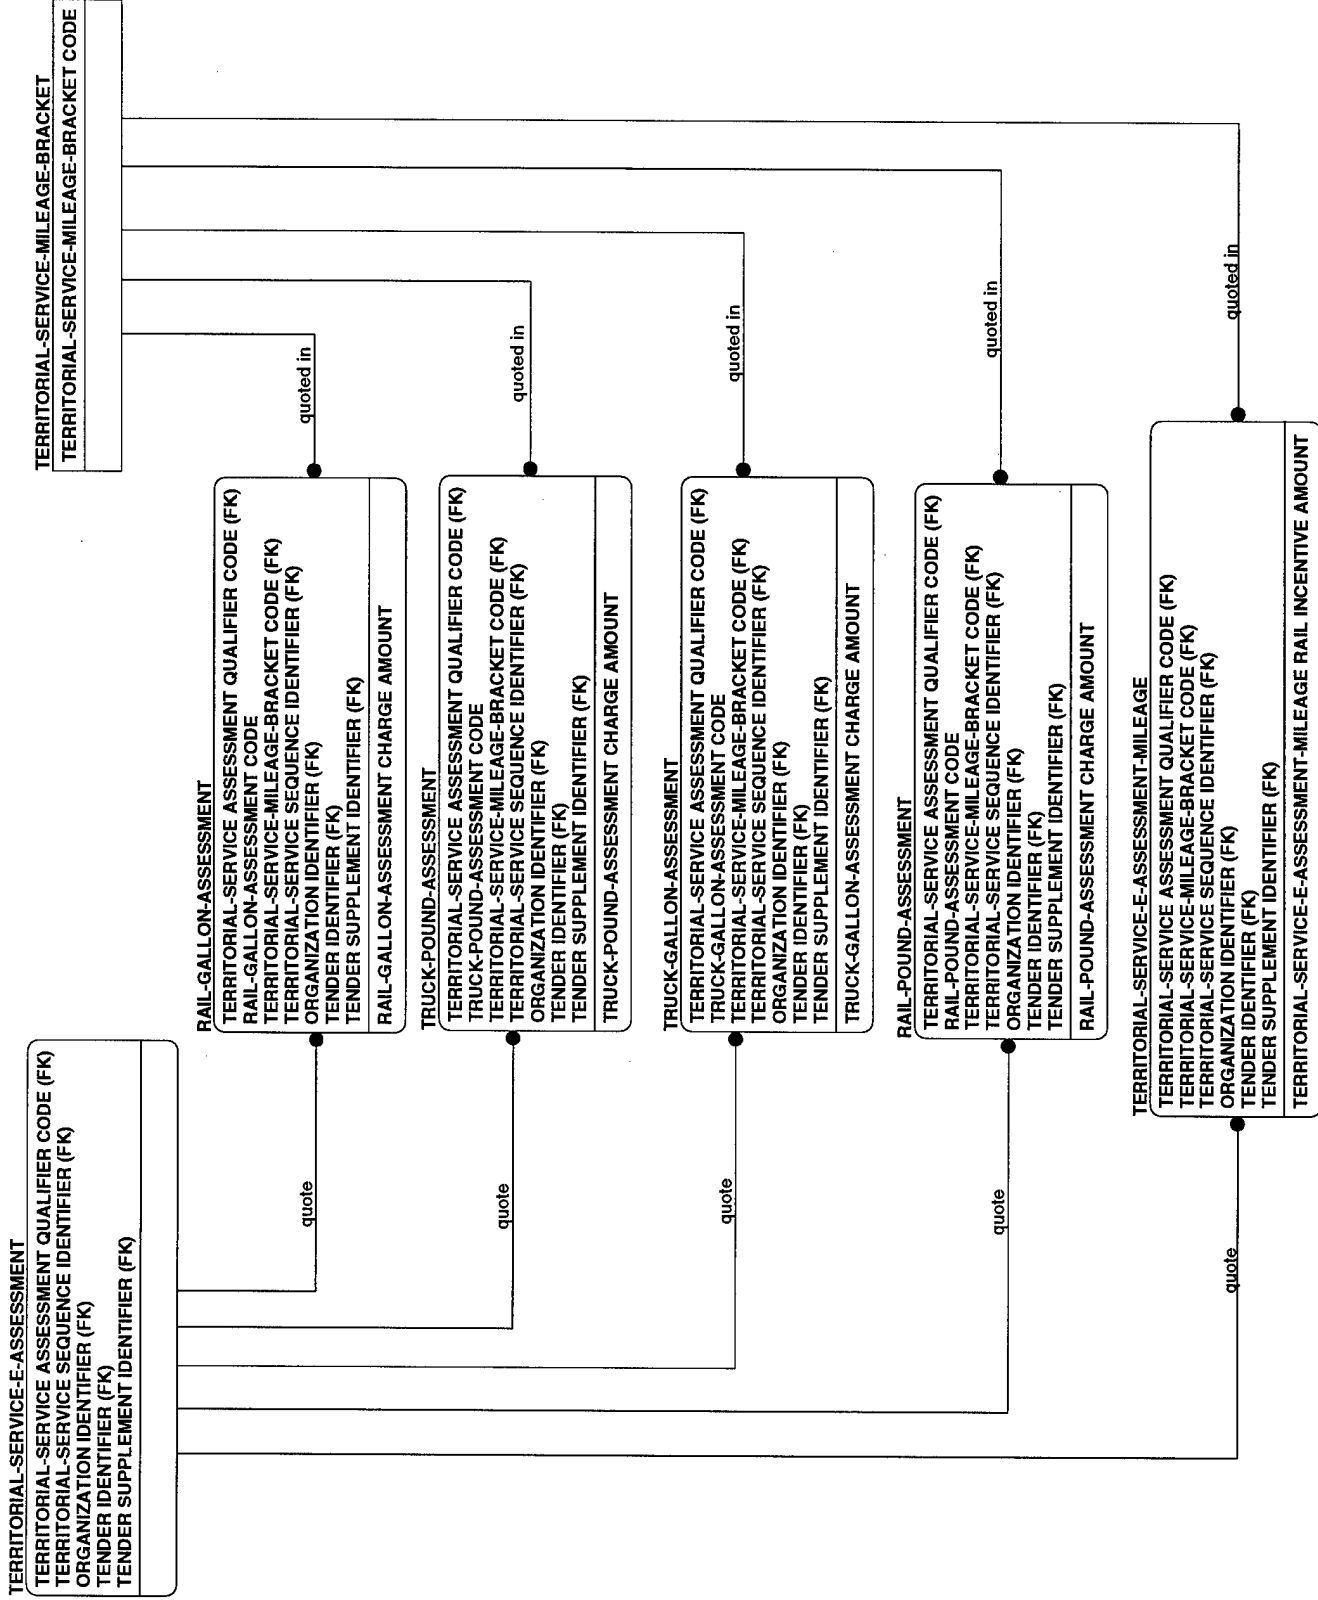 TERRITORIAL-SERVICE-E-ASSESSMENT
TERRITORIAL-SERVICE ASSESSMENT QUALIFIER CODE (FK)
TERRITORIAL-SERVICE SEQUENCE IDENTIFIER (FK)
ORGANIZATION IDENTIFIER (FK)
TENDER IDENTIFIER (FK)
TENDER SUPPLEMENT IDENTIFIER (FK)
TERRITORIAL-SERVICE-MILEAGE-BRACKET
TERRITORIAL-SERVICE-MILEAGE-BRACKET CODE
RAIL-GALLON-ASSESSMENT
TERRITORIAL-SERVICE ASSESSMENT QUALIFIER CODE (FK)
RAIL-GALLON-ASSESSMENT CODE
TERRITORIAL-SERVICE-MILEAGE-BRACKET CODE (FK)
TERRITORIAL-SERVICE SEQUENCE IDENTIFIER (FK)
ORGANIZATION IDENTIFIER (FK)
TENDER IDENTIFIER (FK)
TENDER SUPPLEMENT IDENTIFIER (FK)
RAIL-GALLON-ASSESSMENT CHARGE AMOUNT
quote
quoted in
TRUCK-POUND-ASSESSMENT
TERRITORIAL-SERVICE ASSESSMENT QUALIFIER CODE (FK)
TRUCK-POUND-ASSESSMENT CODE
TERRITORIAL-SERVICE-MILEAGE-BRACKET CODE (FK)
TERRITORIAL-SERVICE SEQUENCE IDENTIFIER (FK)
ORGANIZATION IDENTIFIER (FK)
TENDER IDENTIFIER (FK)
TENDER SUPPLEMENT IDENTIFIER (FK)
TRUCK-POUND-ASSESSMENT CHARGE AMOUNT
quote
quoted in
TRUCK-GALLON-ASSESSMENT
TERRITORIAL-SERVICE ASSESSMENT QUALIFIER CODE (FK)
TRUCK-GALLON-ASSESSMENT CODE
TERRITORIAL-SERVICE-MILEAGE-BRACKET CODE (FK)
TERRITORIAL-SERVICE SEQUENCE IDENTIFIER (FK)
ORGANIZATION IDENTIFIER (FK)
TENDER IDENTIFIER (FK)
TENDER SUPPLEMENT IDENTIFIER (FK)
TRUCK-GALLON-ASSESSMENT CHARGE AMOUNT
quote
quoted in
RAIL-POUND-ASSESSMENT
TERRITORIAL-SERVICE ASSESSMENT QUALIFIER CODE (FK)
RAIL-POUND-ASSESSMENT CODE
TERRITORIAL-SERVICE-MILEAGE-BRACKET CODE (FK)
TERRITORIAL-SERVICE SEQUENCE IDENTIFIER (FK)
ORGANIZATION IDENTIFIER (FK)
TENDER IDENTIFIER (FK)
TENDER SUPPLEMENT IDENTIFIER (FK)
RAIL-POUND-ASSESSMENT CHARGE AMOUNT
quote
quoted in
TERRITORIAL-SERVICE-E-ASSESSMENT-MILEAGE
TERRITORIAL-SERVICE ASSESSMENT QUALIFIER CODE (FK)
TERRITORIAL-SERVICE-MILEAGE-BRACKET CODE (FK)
TERRITORIAL-SERVICE SEQUENCE IDENTIFIER (FK)
ORGANIZATION IDENTIFIER (FK)
TENDER IDENTIFIER (FK)
TENDER SUPPLEMENT IDENTIFIER (FK)
TERRITORIAL-SERVICE-E-ASSESSMENT-MILEAGE RAIL INCENTIVE AMOUNT
quote
quoted in